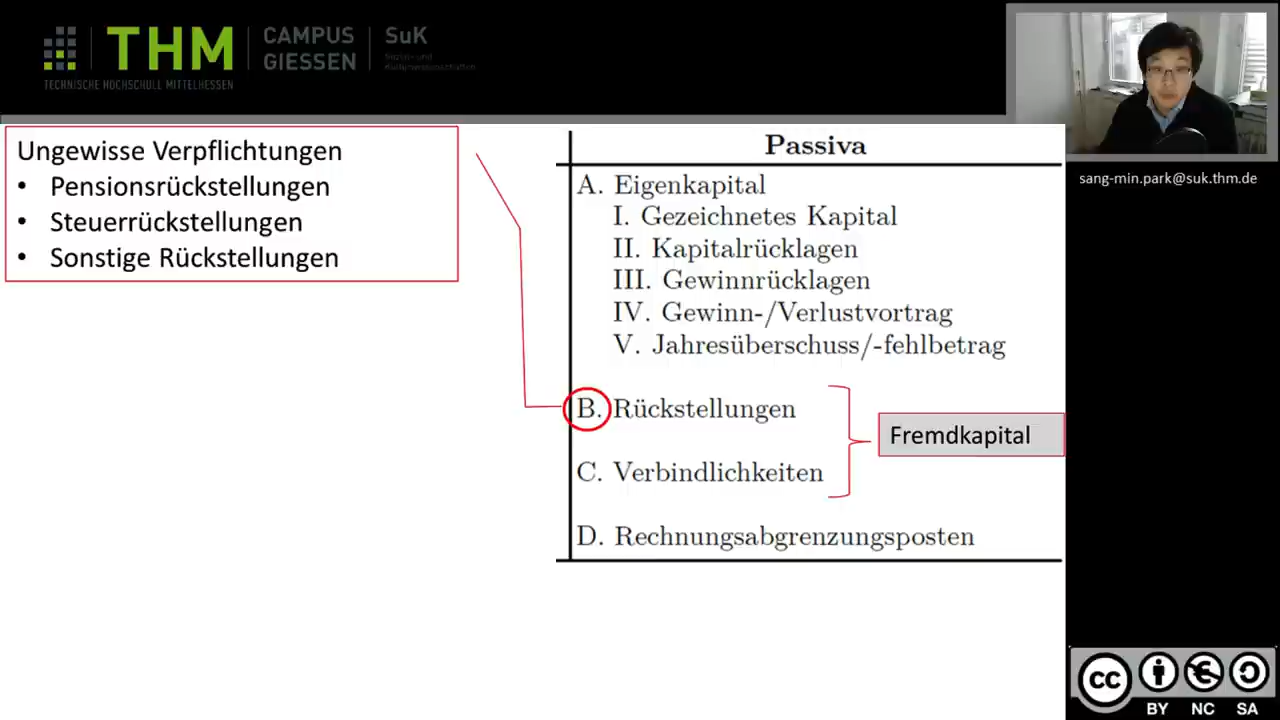 THM
CAMPUS
GIESSEN
SuK
TECHNISCHE HOCHSCHULE MITTELHESSEN
sang-min.park@suk.thm.de
Ungewisse Verpflichtungen
• Pensionsrückstellungen
• Steuerrückstellungen
• Sonstige Rückstellungen
Passiva
A. Eigenkapital
I. Gezeichnetes Kapital
II. Kapitalrücklagen
III. Gewinnrücklagen
IV. Gewinn-/Verlustvortrag
V. Jahresüberschuss/-fehlbetrag
B. Rückstellungen
C. Verbindlichkeiten
D. Rechnungsabgrenzungsposten
Fremdkapital
cc
BY NC SA